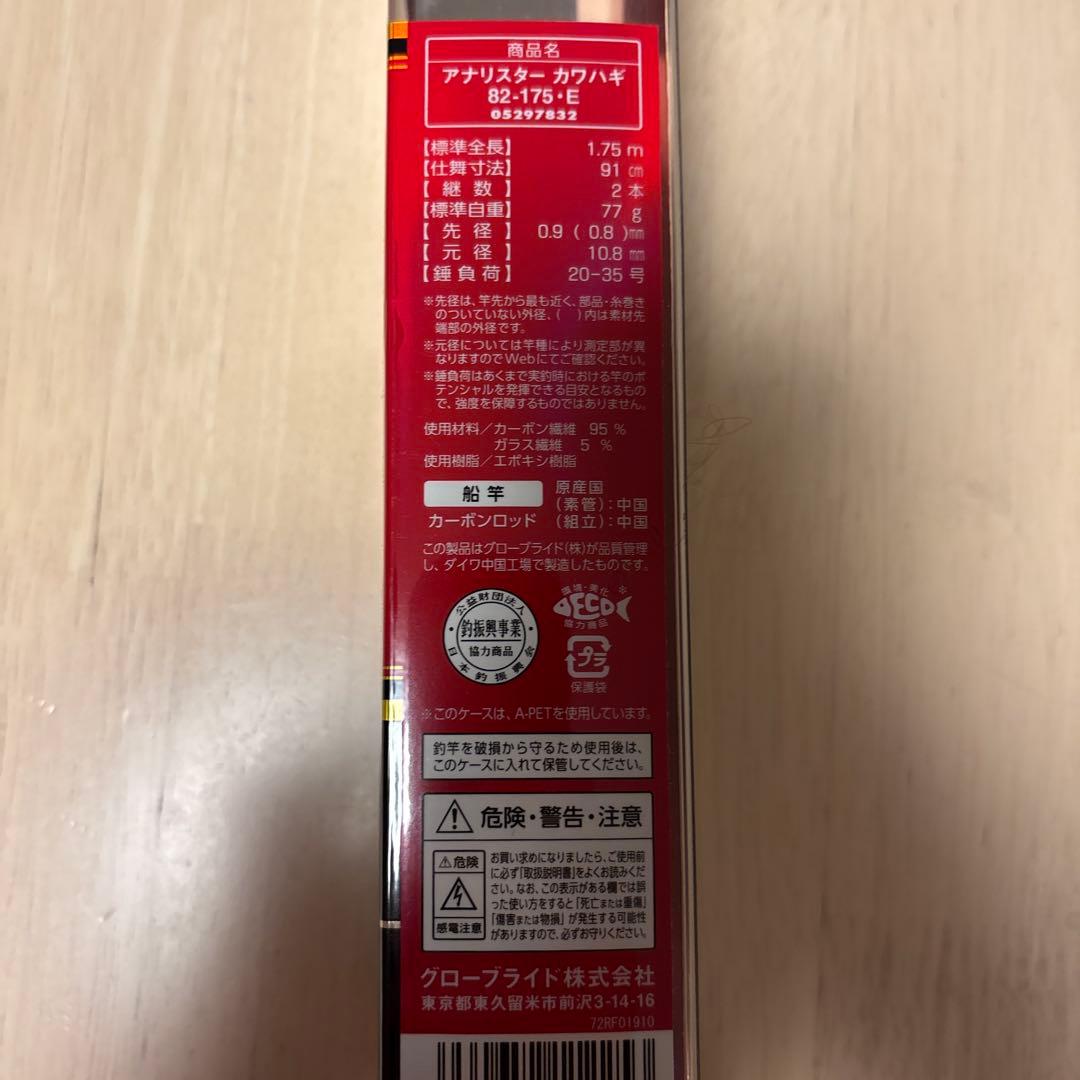 商品名
アナリスター カワハギ
82-175・E
05297832
【標準全長】 1.75 m
【仕舞寸法】 91 cm
【継数】 2 本
【標準自重】 77 g
【先径】 0.9 ( 0.8 )mm
【元径】 10.8 mm
【錘負荷】 20-35 号
※先径は、竿先から最も近く、部品・糸巻き
のついていない外径、( )内は素材先
端部の外径です。
※元径については竿種により測定部が異
なりますのでWebにてご確認ください。
※錘負荷はあくまで実釣時における竿のポ
テンシャルを発揮できる目安となるもの
で、強度を保障するものではありません。
使用材料/カーボン繊維 95 %
ガラス繊維 5 %
使用樹脂/エポキシ樹脂
船竿
カーボンロッド
原産国
(素管):中国
(組立):中国
この製品はグローブライド(株)が品質管理
し、ダイワ中国工場で製造したものです。
公益財団法人
釣振興事業
協力商品
日本釣振興会
環境・美化
ECO
協力商品
※
プラ
保護袋
※このケースは、A-PETを使用しています。
釣竿を破損から守るため使用後は、
このケースに入れて保管してください。
危険・警告・注意
危険
感電注意
お買い求めになりましたら、ご使用前
に必ず「取扱説明書」をよくお読みくだ
さい。なお、この表示がある欄では誤
った使い方をすると「死亡または重傷」
「傷害または物損」が発生する可能性
がありますので、必ずお守りください。
グローブライド株式会社
東京都東久留米市前沢3-14-16
72RF01910